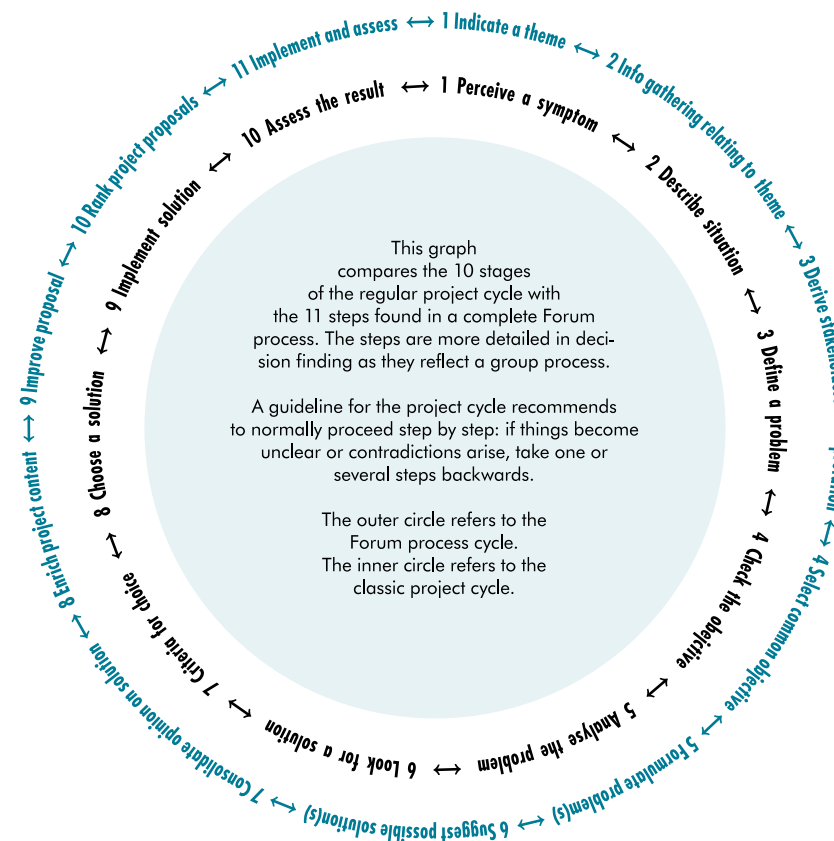 1 Indicate a theme ↔
2 Info gathering relating to theme ↔
3 Derive stakeholders
↔
4 Select common objective ↔
5 Formulate problem(s) ↔
6 Suggest possible solution(s) ↔
7 Consolidate opinion on solution ↔
8 Enrich project content ↔
9 Improve proposal ↔
10 Rank project proposals ↔
11 Implement and assess ↔
1 Perceive a symptom ↔
2 Describe situation ↔
3 Define a problem ↔
4 Check the obejctive ↔
5 Analyse the problem ↔
6 Look for a solution ↔
7 Criteria for choice ↔
8 Choose a solution ↔
9 Implement solution ↔
10 Assess the result ↔
This graph
compares the 10 stages
of the regular project cycle with
the 11 steps found in a complete Forum
process. The steps are more detailed in deci-
sion finding as they reflect a group process.
A guideline for the project cycle recommends
to normally proceed step by step: if things become
unclear or contradictions arise, take one or
several steps backwards.
The outer circle refers to the
Forum process cycle.
The inner circle refers to the
classic project cycle.